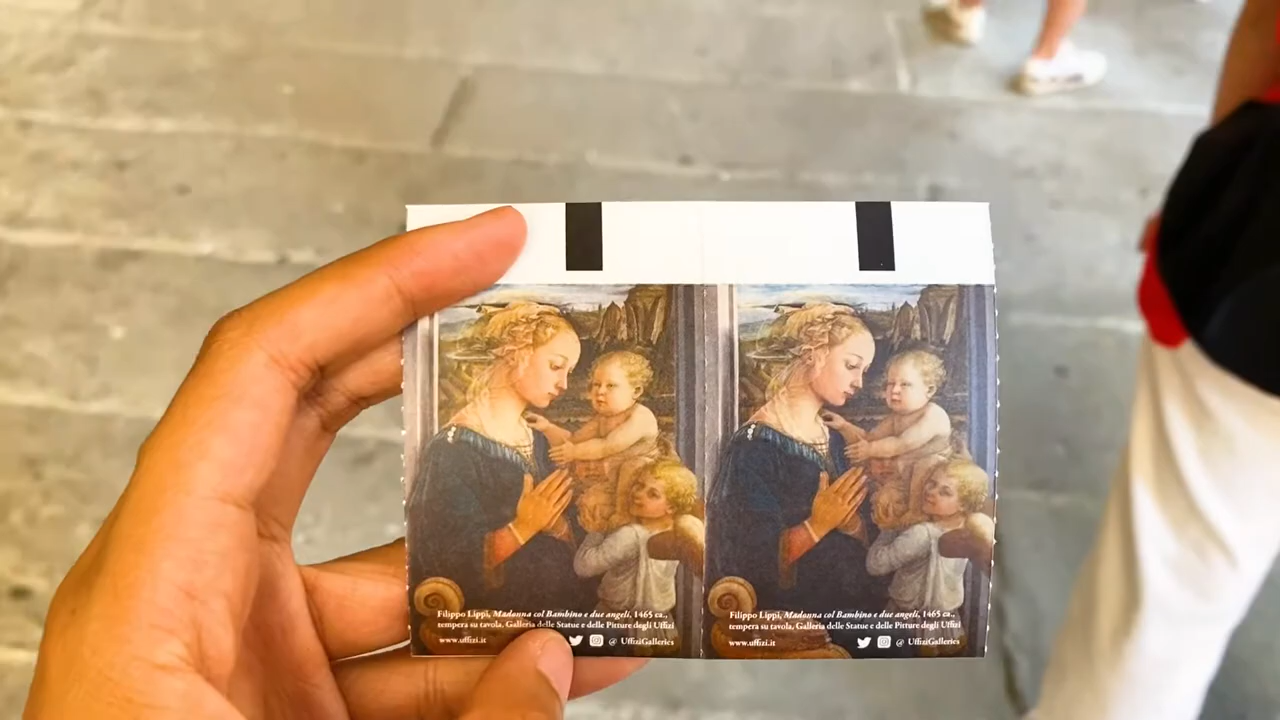 Filippo Lippi, Madonna col Bambino e due angeli, 1465 ca.,
tempera su tavola, Galleria delle Statue e delle Pitture degli Uffizi
www.uffizi.it @ UffiziGalleries
Filippo Lippi, Madonna col Bambino e due angeli, 1465 ca.,
tempera su tavola, Galleria delle Statue e delle Pitture degli Uffizi
www.uffizi.it @ UffiziGalleries